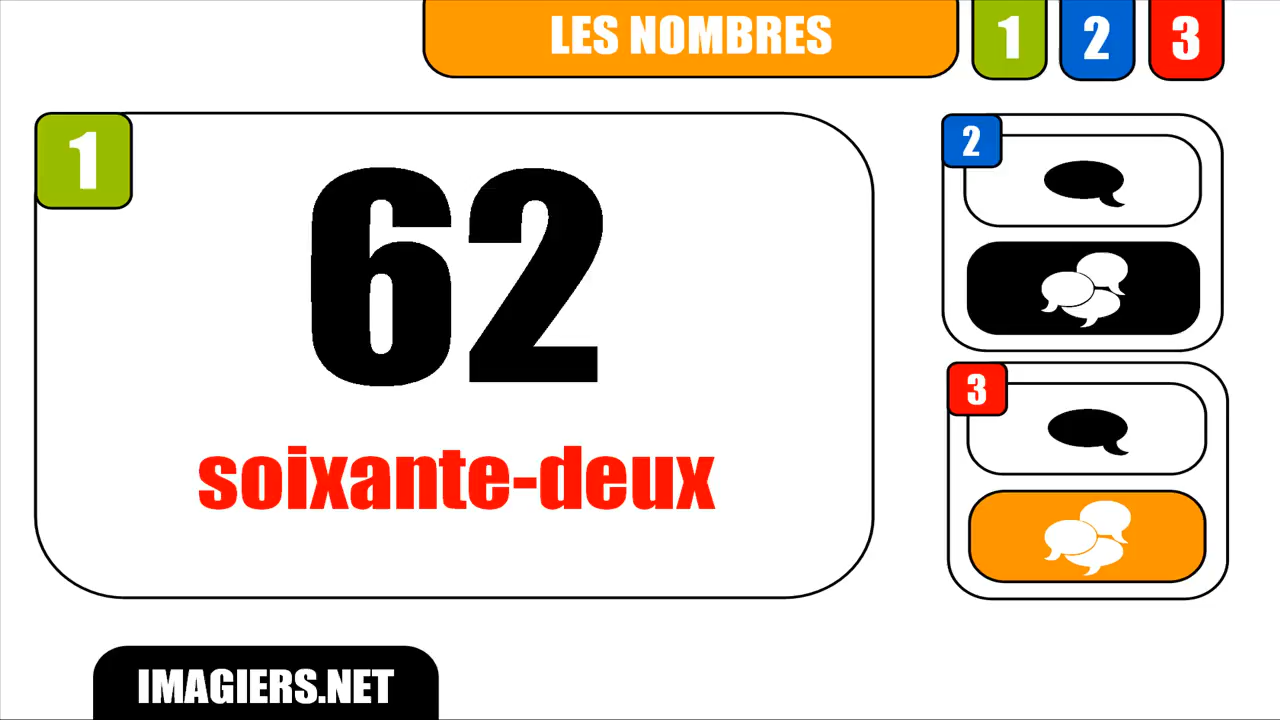 LES NOMBRES
1
2
3
1
62
soixante-deux
2
3
IMAGIERS.NET